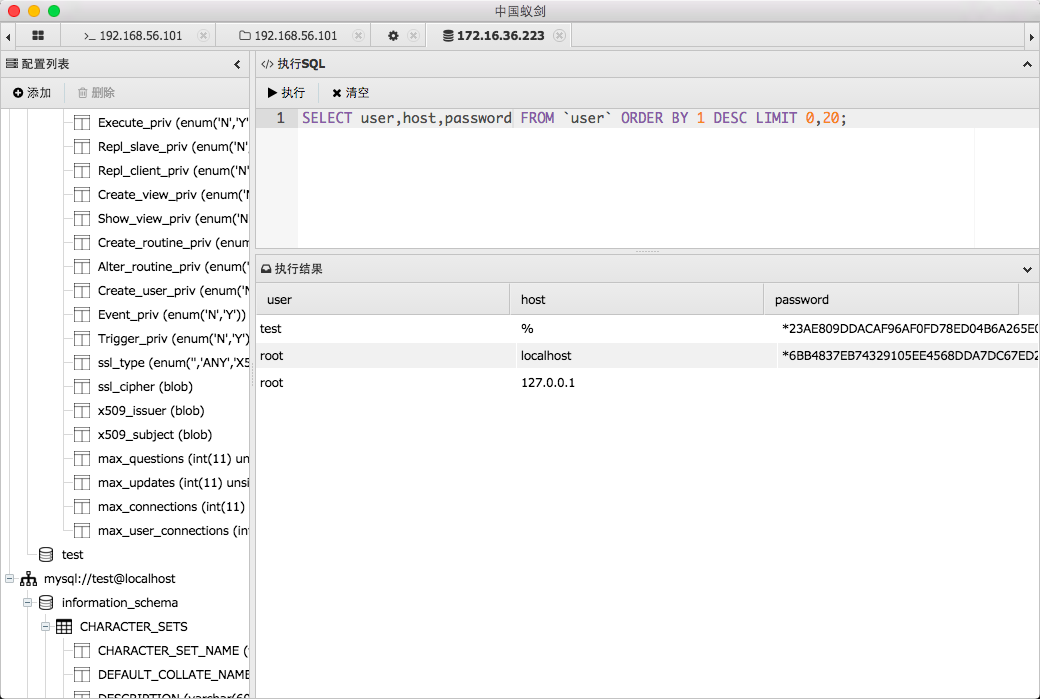 中国蚁剑
192.168.56.101
192.168.56.101
172.16.36.223
配置列表
添加 删除
Execute_priv (enum('N','Y'
Repl_slave_priv (enum('N',
Repl_client_priv (enum('N'
Create_view_priv (enum('N
Show_view_priv (enum('N
Create_routine_priv (enum
Alter_routine_priv (enum('
Create_user_priv (enum('N
Event_priv (enum('N','Y'))
Trigger_priv (enum('N','Y')
ssl_type (enum('','ANY','X5
ssl_cipher (blob)
x509_issuer (blob)
x509_subject (blob)
max_questions (int(11) un
max_updates (int(11) unsi
max_connections (int(11)
max_user_connections (in
test
mysql://test@localhost
information_schema
CHARACTER_SETS
CHARACTER_SET_NAME (
DEFAULT_COLLATE_NAME
DESCRIPTION (varchar(60
执行SQL
执行 清空
1 SELECT user,host,password FROM `user` ORDER BY 1 DESC LIMIT 0,20;
执行结果
user host password
test % *23AE809DDACAF96AF0FD78ED04B6A265E0
root localhost *6BB4837EB74329105EE4568DDA7DC67ED2
root 127.0.0.1